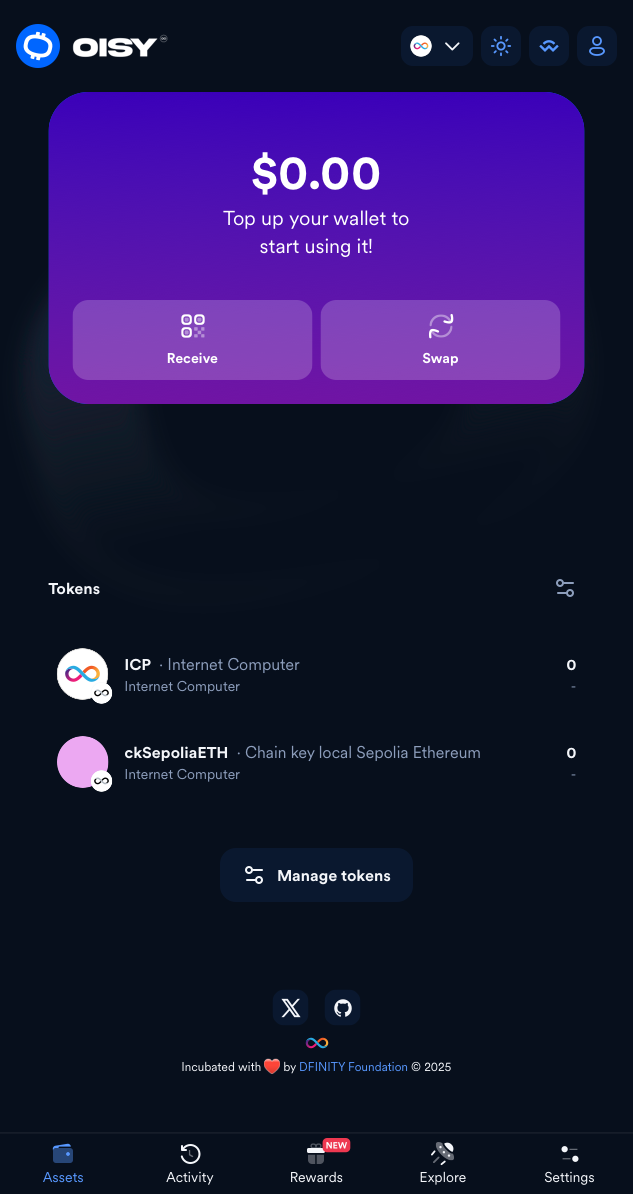 OISY
$0.00
Top up your wallet to
start using it!
Receive
Swap
Tokens
ICP · Internet Computer
0
Internet Computer
-
ckSepoliaETH · Chain key local Sepolia Ethereum
0
Internet Computer
-
Manage tokens
Incubated with ❤️ by DFINITY Foundation © 2025
NEW
Assets
Activity
Rewards
Explore
Settings